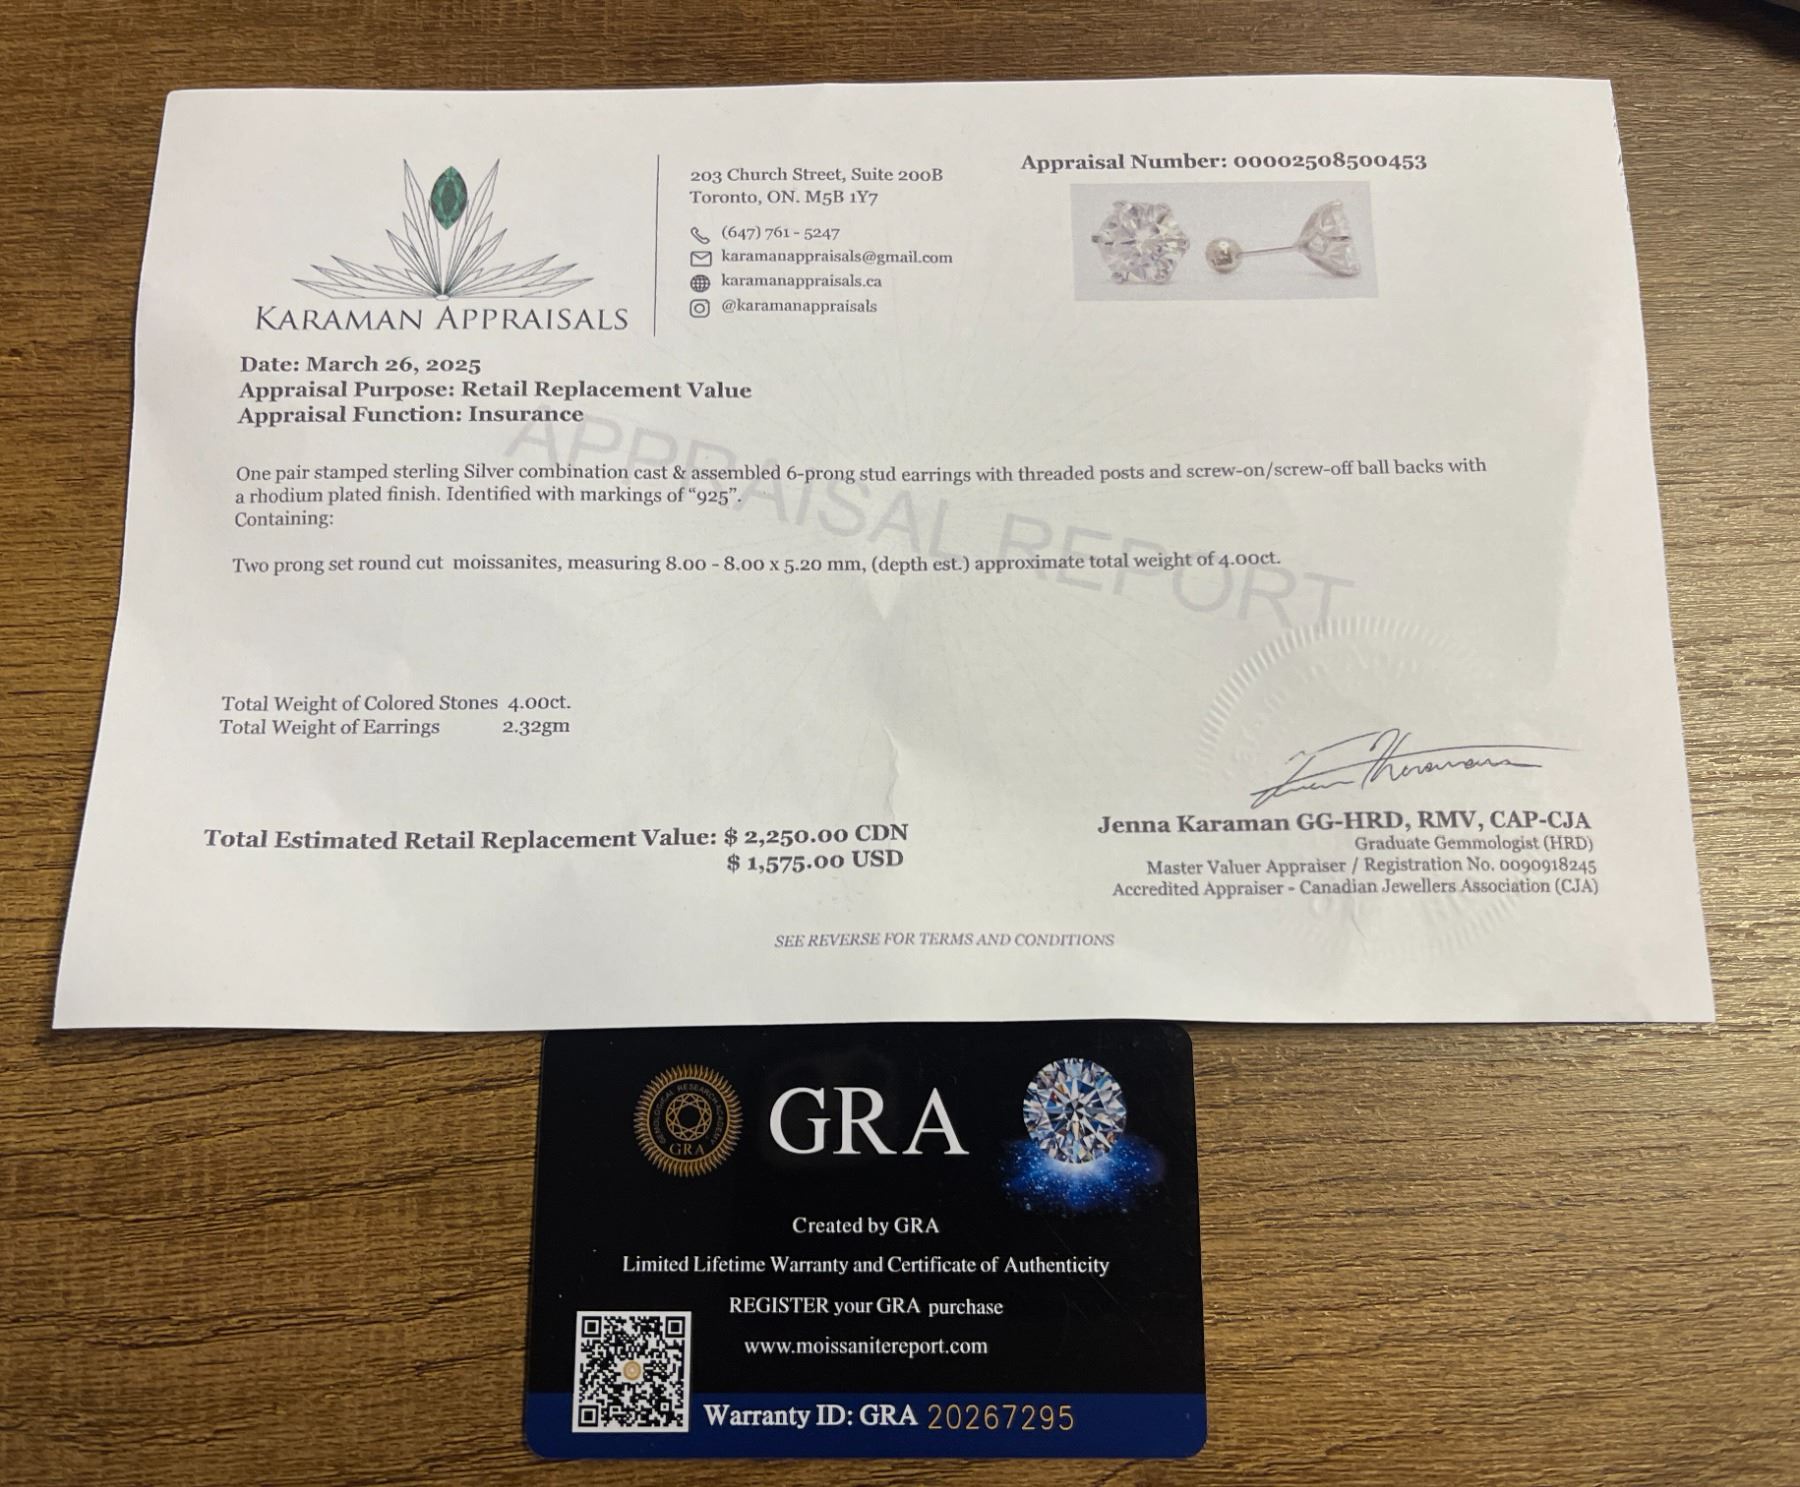 KARAMAN APPRAISALS
203 Church Street, Suite 200B
Toronto, ON. M5B 1Y7
(647) 761 - 5247
karamanappraisals@gmail.com
karamanappraisals.ca
@karamanappraisals
Appraisal Number: 00002508500453
Date: March 26, 2025
Appraisal Purpose: Retail Replacement Value
Appraisal Function: Insurance
APPRAISAL REPORT
One pair stamped sterling Silver combination cast & assembled 6-prong stud earrings with threaded posts and screw-on/screw-off ball backs with
a rhodium plated finish. Identified with markings of “925”.
Containing:
Two prong set round cut moissanites, measuring 8.00 - 8.00 x 5.20 mm, (depth est.) approximate total weight of 4.00ct.
Total Weight of Colored Stones 4.00ct.
Total Weight of Earrings 2.32gm
Total Estimated Retail Replacement Value: $ 2,250.00 CDN
$ 1,575.00 USD
Jenna Karaman GG-HRD, RMV, CAP-CJA
Graduate Gemmologist (HRD)
Master Valuer Appraiser / Registration No. 0090918245
Accredited Appraiser - Canadian Jewellers Association (CJA)
SEE REVERSE FOR TERMS AND CONDITIONS
GEMOLOGICAL RESEARCH ACADEMY
GRA
GRA
Created by GRA
Limited Lifetime Warranty and Certificate of Authenticity
REGISTER your GRA purchase
www.moissanitereport.com
Warranty ID: GRA 20267295